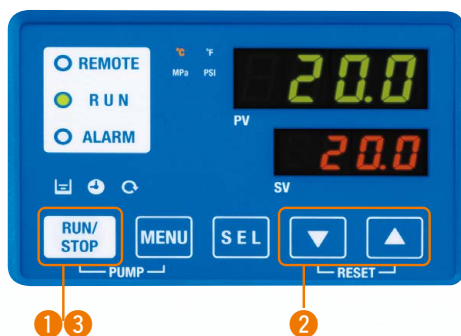 REMOTE
RUN
ALARM
°C °F
MPa PSI
20.0
PV
20.0
SV
RUN/
STOP
MENU
SEL
PUMP
RESET
1 3
2